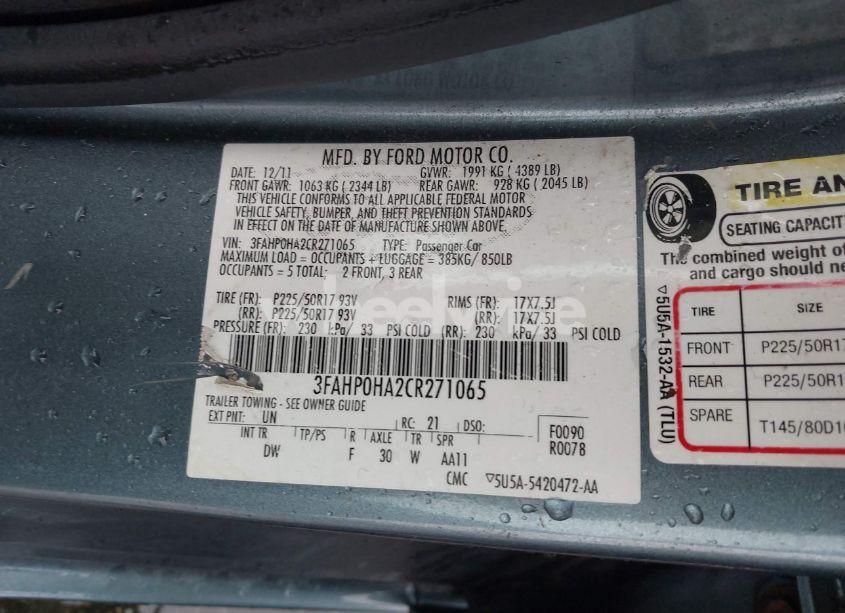 MFD. BY FORD MOTOR CO.
DATE: 12/11 GVWR: 1991 KG ( 4389 LB)
FRONT GAWR: 1063 KG ( 2344 LB) REAR GAWR: 928 KG ( 2045 LB)
THIS VEHICLE CONFORMS TO ALL APPLICABLE FEDERAL MOTOR
VEHICLE SAFETY, BUMPER, AND THEFT PREVENTION STANDARDS
IN EFFECT ON THE DATE OF MANUFACTURE SHOWN ABOVE.
VIN: 3FAHP0HA2CR271065 TYPE: Passenger Car
MAXIMUM LOAD = OCCUPANTS + LUGGAGE = 385KG/ 850LB
OCCUPANTS = 5 TOTAL; 2 FRONT, 3 REAR
TIRE (FR): P225/50R17 93V RIMS (FR): 17X7.5J
(RR): P225/50R17 93V (RR): 17X7.5J
PRESSURE (FR): 230 kPa/ 33 PSI COLD (RR): 230 kPa/ 33 PSI COLD
3FAHP0HA2CR271065
TRAILER TOWING - SEE OWNER GUIDE
EXT PNT: UN RC: 21 DSO: F0090
INT TR TP/PS R AXLE TR SPR R0078
DW F 30 W AA11
CMC ▽5U5A-5420472-AA
TIRE AN
SEATING CAPACITY
The combined weight of
and cargo should ne
TIRE SIZE
FRONT P225/50R17
REAR P225/50R1
SPARE T145/80D1
▽5U5A-1532-AA (TLU)